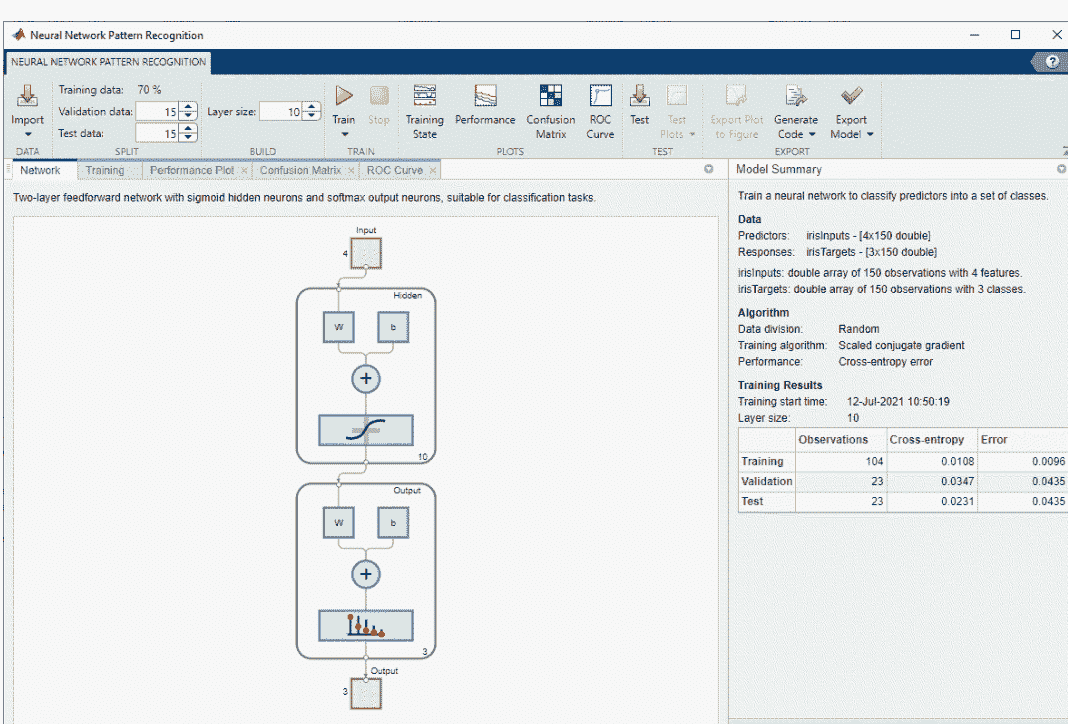 Neural Network Pattern Recognition
NEURAL NETWORK PATTERN RECOGNITION
?
Import
Training data: 70 %
Validation data: 15
Test data: 15
Layer size: 10
Train
Stop
Training State
Performance
Confusion Matrix
ROC Curve
Test
Test Plots
Export Plot to Figure
Generate Code
Export Model
DATA
SPLIT
BUILD
TRAIN
PLOTS
TEST
EXPORT
Network
Training
Performance Plot
Confusion Matrix
ROC Curve
Two-layer feedforward network with sigmoid hidden neurons and softmax output neurons, suitable for classification tasks.
Input
4
Hidden
W
b
+
10
Output
W
b
+
3
Output
3
Model Summary
Train a neural network to classify predictors into a set of classes.
Data
Predictors: irisInputs - [4x150 double]
Responses: irisTargets - [3x150 double]
irisInputs: double array of 150 observations with 4 features.
irisTargets: double array of 150 observations with 3 classes.
Algorithm
Data division: Random
Training algorithm: Scaled conjugate gradient
Performance: Cross-entropy error
Training Results
Training start time: 12-Jul-2021 10:50:19
Layer size: 10
Observations Cross-entropy Error
Training 104 0.0108 0.0096
Validation 23 0.0347 0.0435
Test 23 0.0231 0.0435